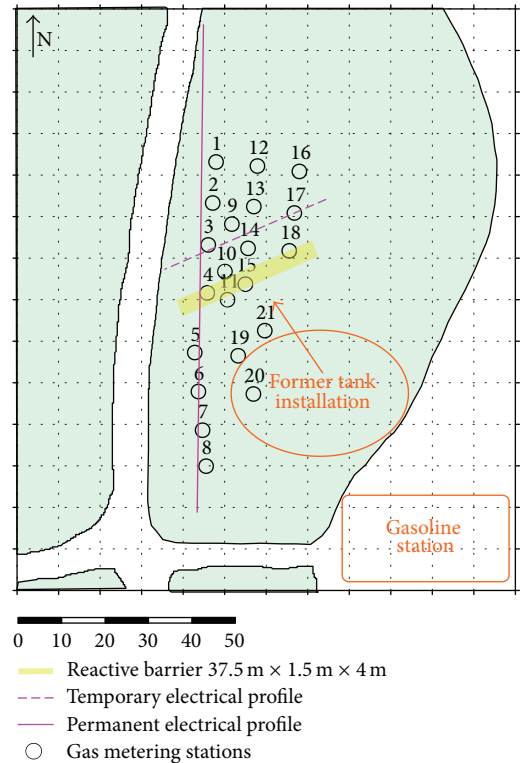 N
1
12
16
2
13
17
9
3
14
18
10
15
4
11
21
5
19
6
Former tank
installation
20
7
8
Gasoline
station
0 10 20 30 40 50
Reactive barrier 37.5 m × 1.5 m × 4 m
Temporary electrical profile
Permanent electrical profile
Gas metering stations